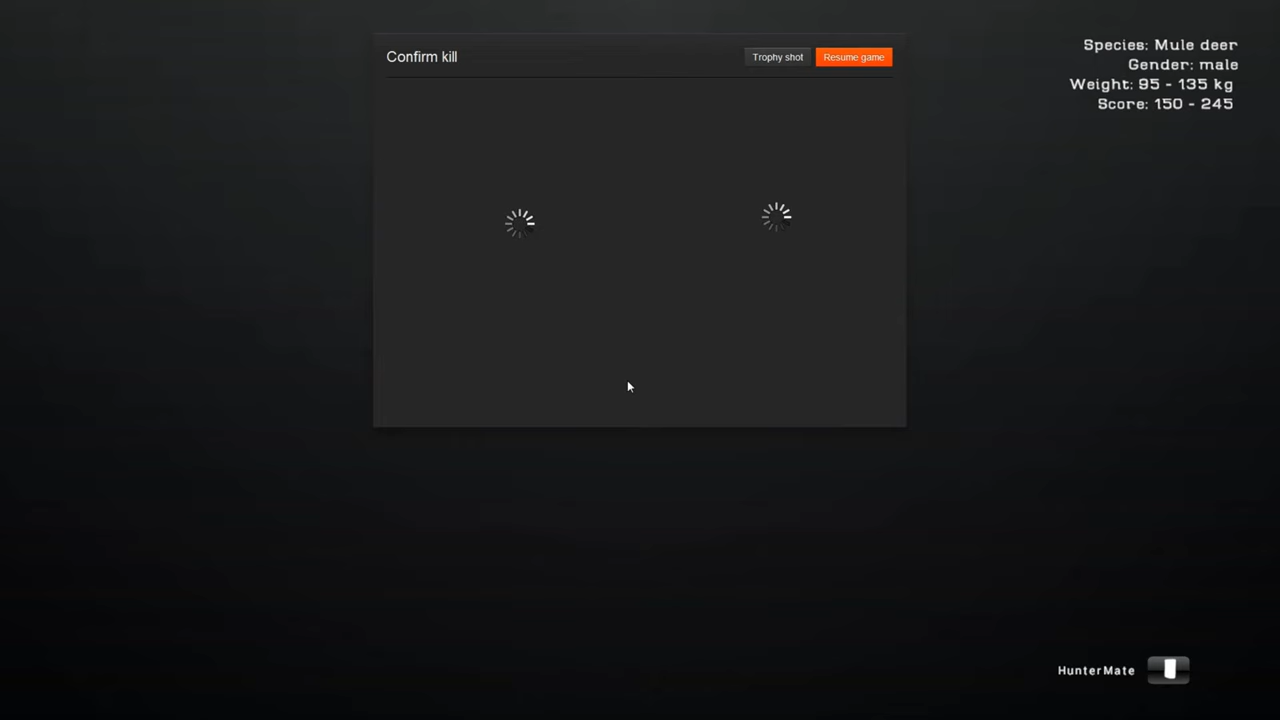 Confirm kill
Trophy shot
Resume game
Species: Mule deer
Gender: male
Weight: 95 - 135 kg
Score: 150 - 245
HunterMate